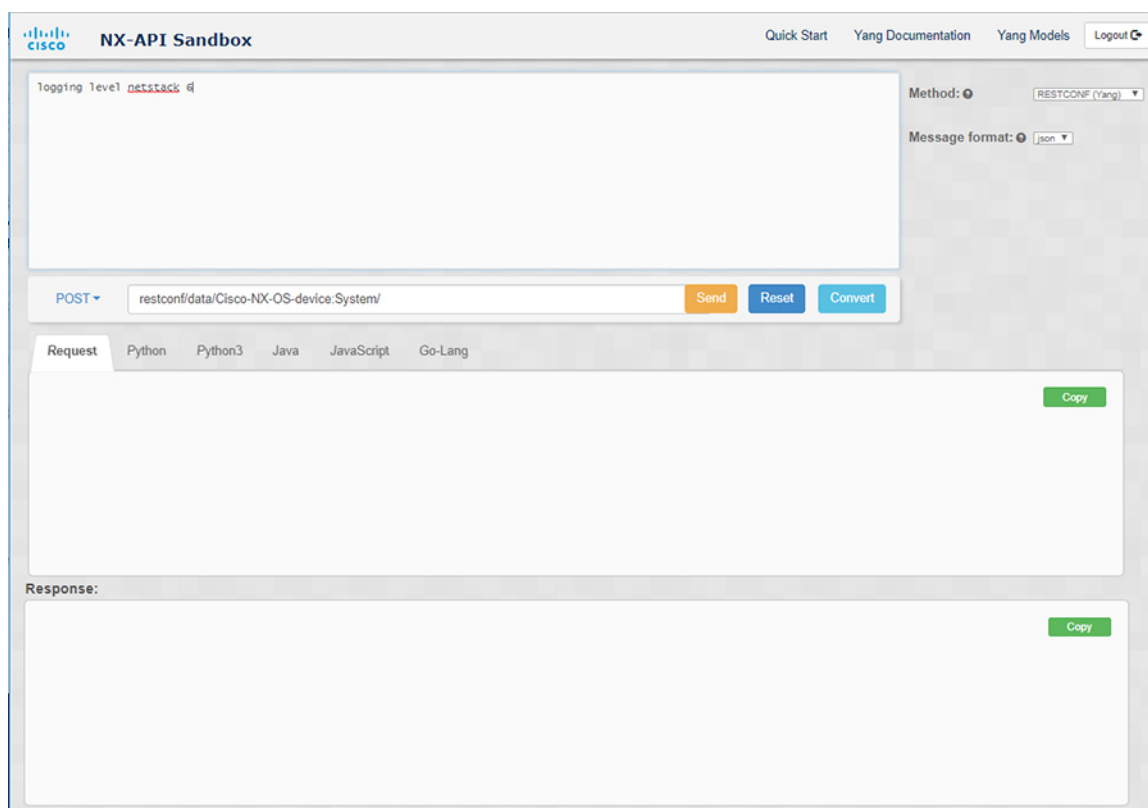 CISCO
NX-API Sandbox
Quick Start
Yang Documentation
Yang Models
Logout
logging level netstack 6
Method:
RESTCONF (Yang)
Message format:
json
POST
restconf/data/Cisco-NX-OS-device:System/
Send
Reset
Convert
Request
Python
Python3
Java
JavaScript
Go-Lang
Copy
Response:
Copy